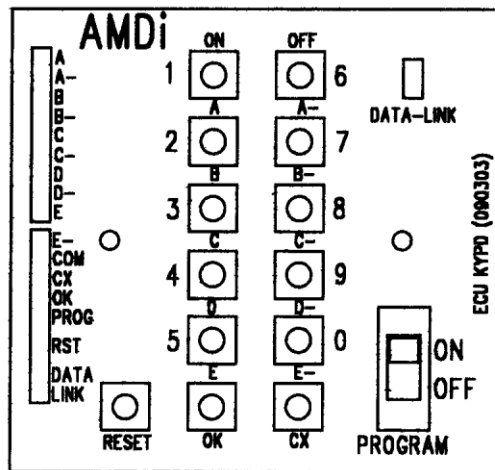 AMDi
ON OFF
A
A-
B
B-
C
C-
D
D-
E
E-
COM
CX
OK
PROG
RST
DATA
LINK
1 6
A A-
2 7
B B-
3 8
C C-
4 9
D D-
5 0
E E-
RESET OK CX
DATA-LINK
ECU KYPD (090303)
ON
OFF
PROGRAM